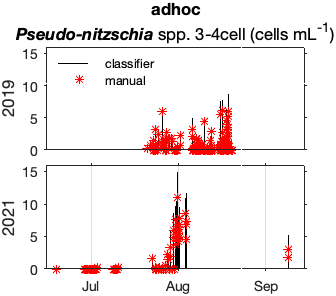 adhoc
Pseudo-nitzschia spp. 3-4cell (cells mL-1)
15
10
5
0
2019
classifier
manual
15
10
5
0
2021
Jul Aug Sep